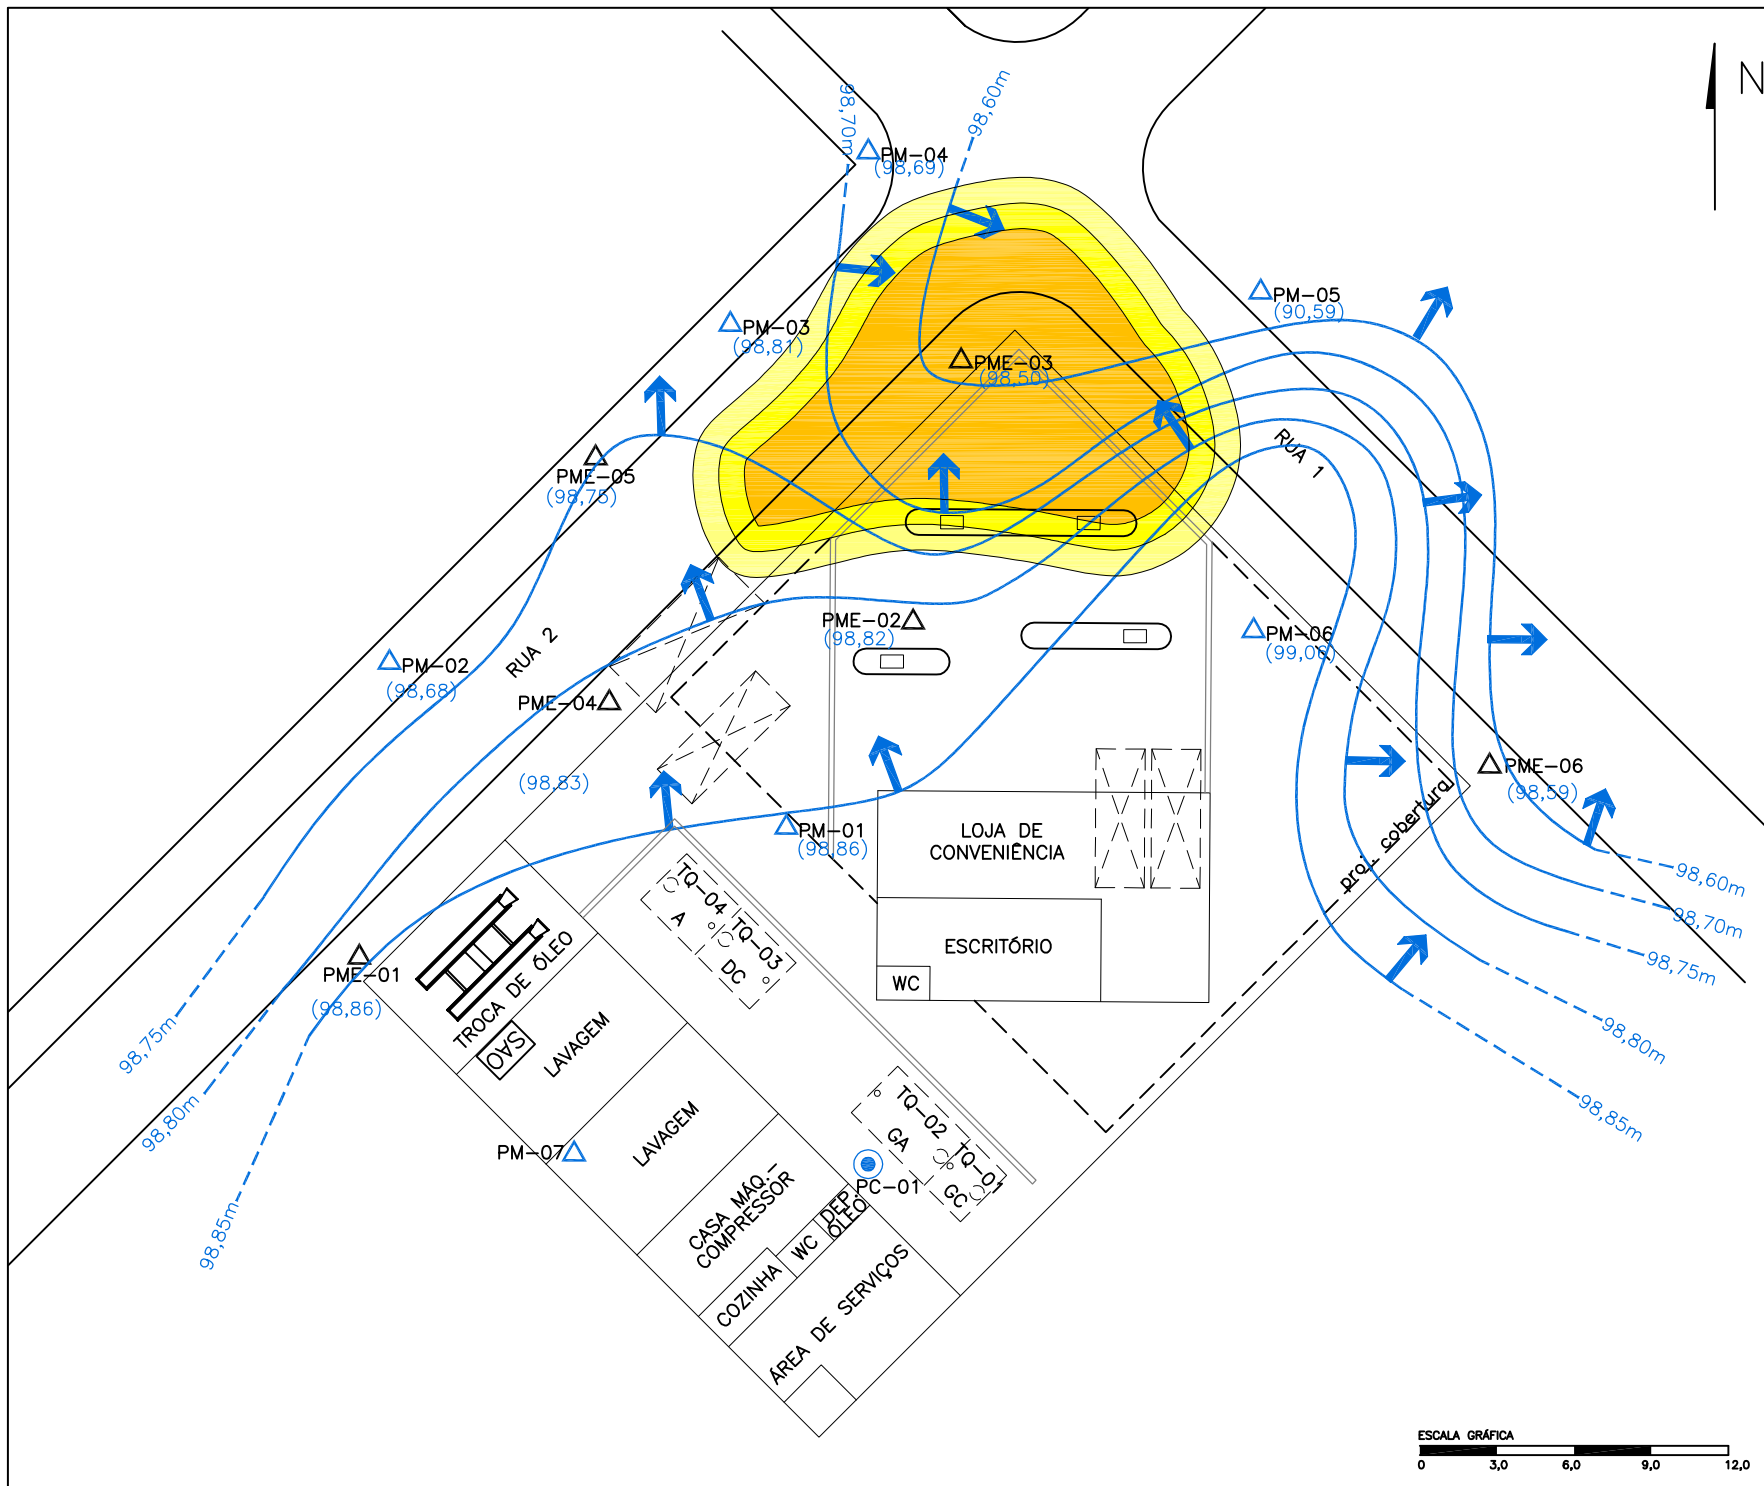 98,70m
98,60m
N
PM-04
(98,69)
PM-05
(90,59)
PM-03
(98,81)
PME-03
(98,50)
RUA 1
PME-05
(98,75)
RUA 2
PME-02
(98,82)
PM-06
(99,06)
PM-02
(98,68)
PME-04
(98,83)
PME-06
(98,59)
proj. cobertura
PM-01
(98,86)
LOJA DE
CONVENIÊNCIA
98,60m
98,70m
98,75m
98,80m
98,85m
TQ-04
A
TQ-03
DC
ESCRITÓRIO
WC
PME-01
(98,86)
TROCA DE ÓLEO
SAO
LAVAGEM
98,75m
98,80m
98,85m
LAVAGEM
PM-07
TQ-02
GA
TQ-01
GC
PC-01
CASA MÁQ.-
COMPRESSOR
DEP.
ÓLEO
WC
COZINHA
ÁREA DE SERVIÇOS
ESCALA GRÁFICA
0 3,0 6,0 9,0 12,0